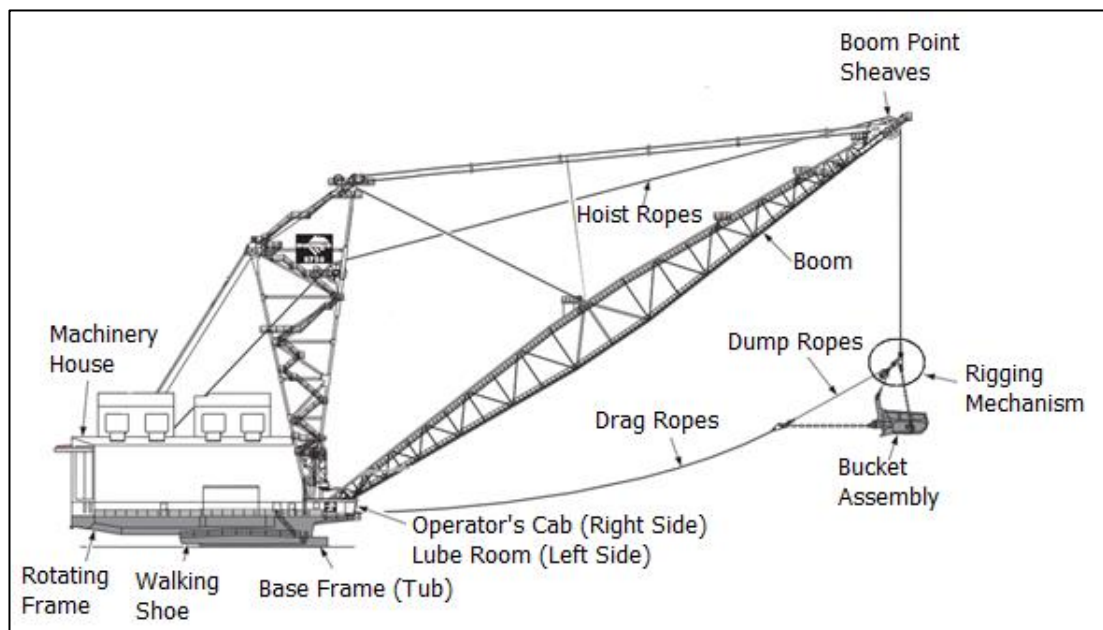 Boom Point
Sheaves
Hoist Ropes
Boom
Machinery
House
Dump Ropes
Rigging
Mechanism
Drag Ropes
Bucket
Assembly
Operator's Cab (Right Side)
Lube Room (Left Side)
Rotating
Frame
Walking
Shoe
Base Frame (Tub)